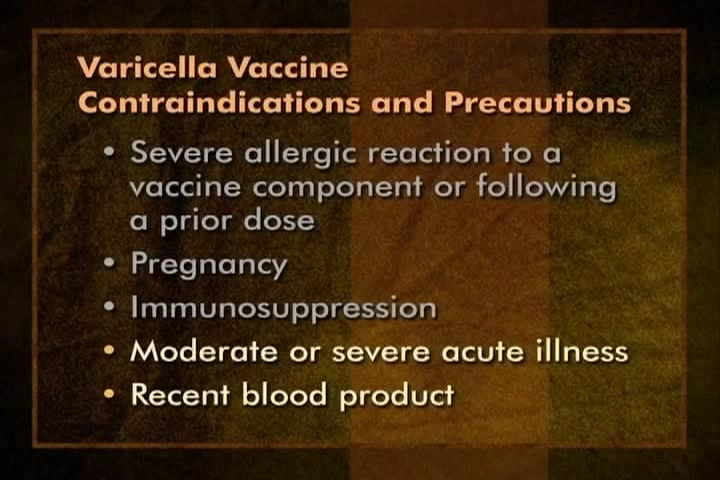 Varicella Vaccine
Contraindications and Precautions
• Severe allergic reaction to a
vaccine component or following
a prior dose
• Pregnancy
• Immunosuppression
• Moderate or severe acute illness
• Recent blood product